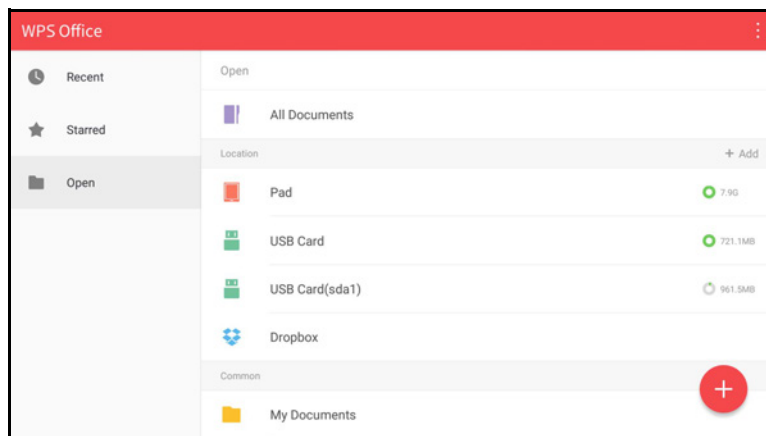 WPS Office
Recent
Starred
Open
Open
All Documents
Location + Add
Pad 7.9G
USB Card 721.1MB
USB Card(sda1) 961.5MB
Dropbox
Common
My Documents